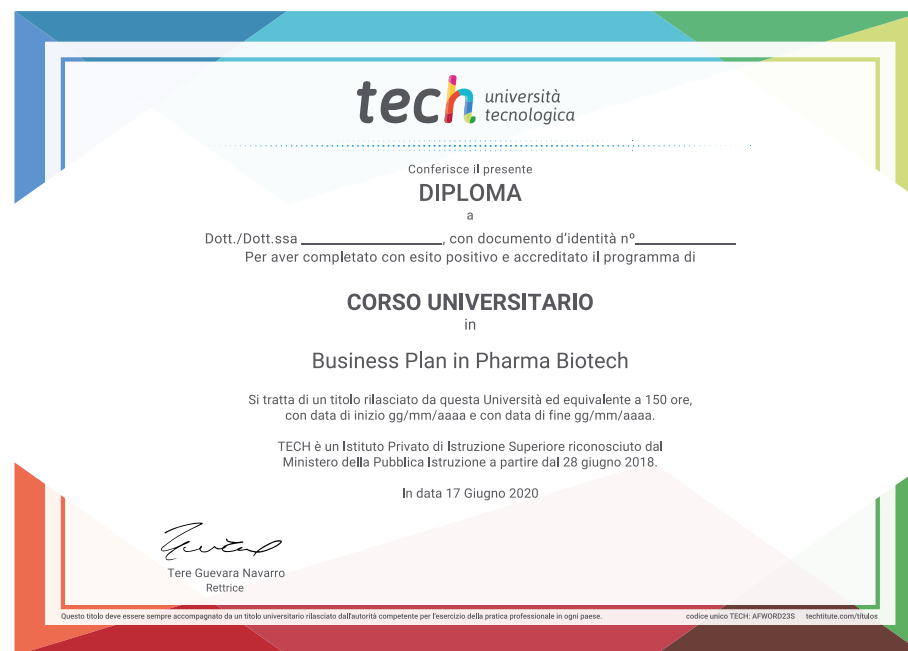 tech università
tecnologica
Conferisce il presente
DIPLOMA
a
Dott./Dott.ssa ____________________, con documento d'identità nº______________
Per aver completato con esito positivo e accreditato il programma di
CORSO UNIVERSITARIO
in
Business Plan in Pharma Biotech
Si tratta di un titolo rilasciato da questa Università ed equivalente a 150 ore,
con data di inizio gg/mm/aaaa e con data di fine gg/mm/aaaa.
TECH è un Istituto Privato di Istruzione Superiore riconosciuto dal
Ministero della Pubblica Istruzione a partire dal 28 giugno 2018.
In data 17 Giugno 2020
Tere Guevara Navarro
Rettrice
Questo titolo deve essere sempre accompagnato da un titolo universitario rilasciato dall'autorità competente per l'esercizio della pratica professionale in ogni paese. codice unico TECH: AFWORD23S techtitute.com/titulos